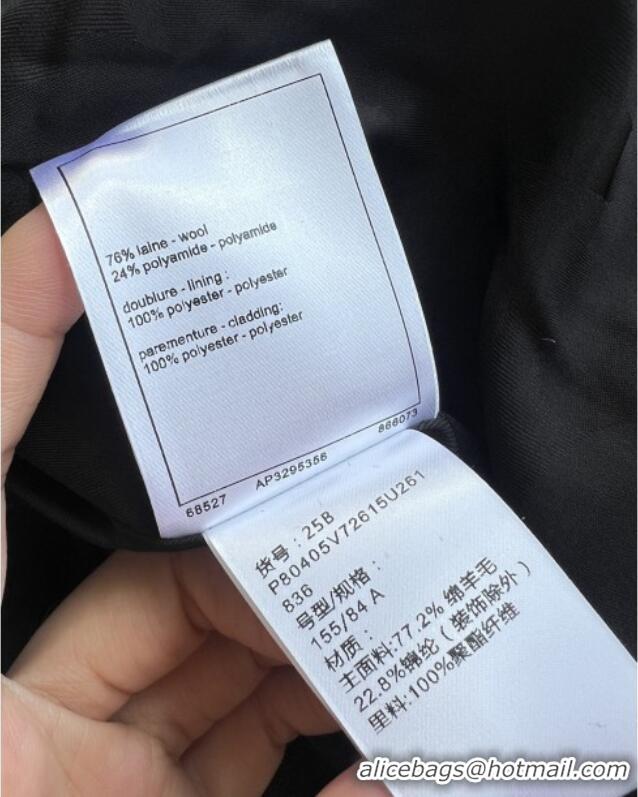 76% laine - wool
24% polyamide - polyamide
doublure - lining :
100% polyester - polyester
parementure - cladding:
100% polyester - polyester
68527 AP3295356 866073
货号：25B
P80405V72615U261
836
号型/规格：
155/84 A
材质：
主面料:77.2% 绵羊毛
22.8%锦纶（装饰除外）
里料:100%聚酯纤维
alicebags@hotmail.com